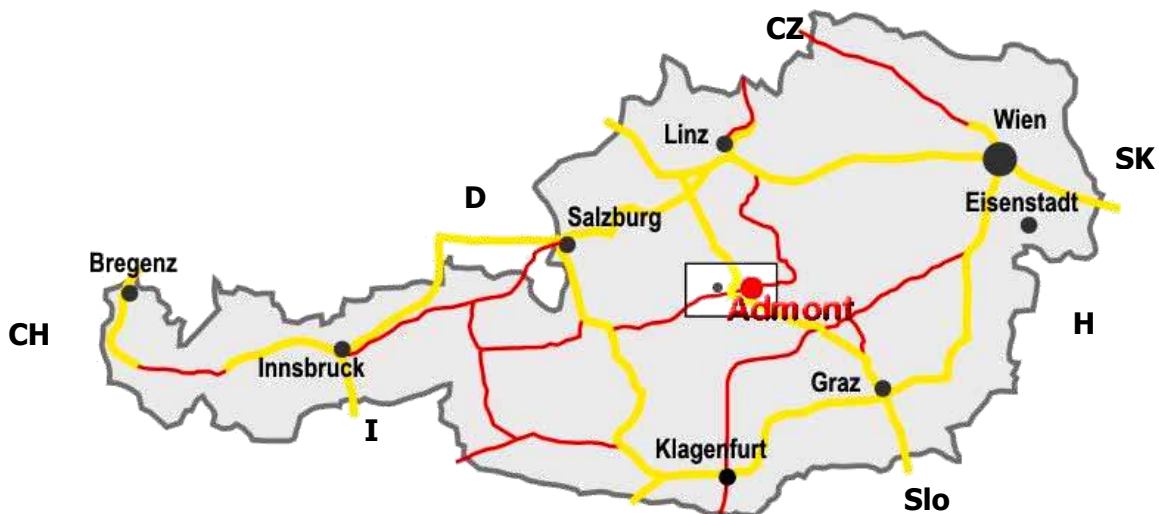 CZ
Wien
Linz
SK
D
Eisenstadt
Salzburg
Bregenz
Admont
H
CH
Innsbruck
Graz
I
Klagenfurt
Slo